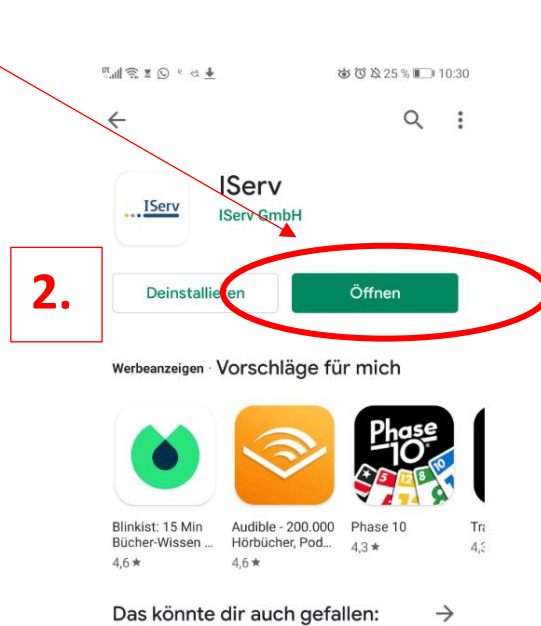 25 % 10:30
IServ
IServ
IServ GmbH
2.
Deinstallieren
Öffnen
Werbeanzeigen · Vorschläge für mich
Phase
10
Blinkist: 15 Min
Bücher-Wissen ...
4,6 ★
Audible - 200.000
Hörbücher, Pod...
4,6 ★
Phase 10
4,3 ★
Das könnte dir auch gefallen: